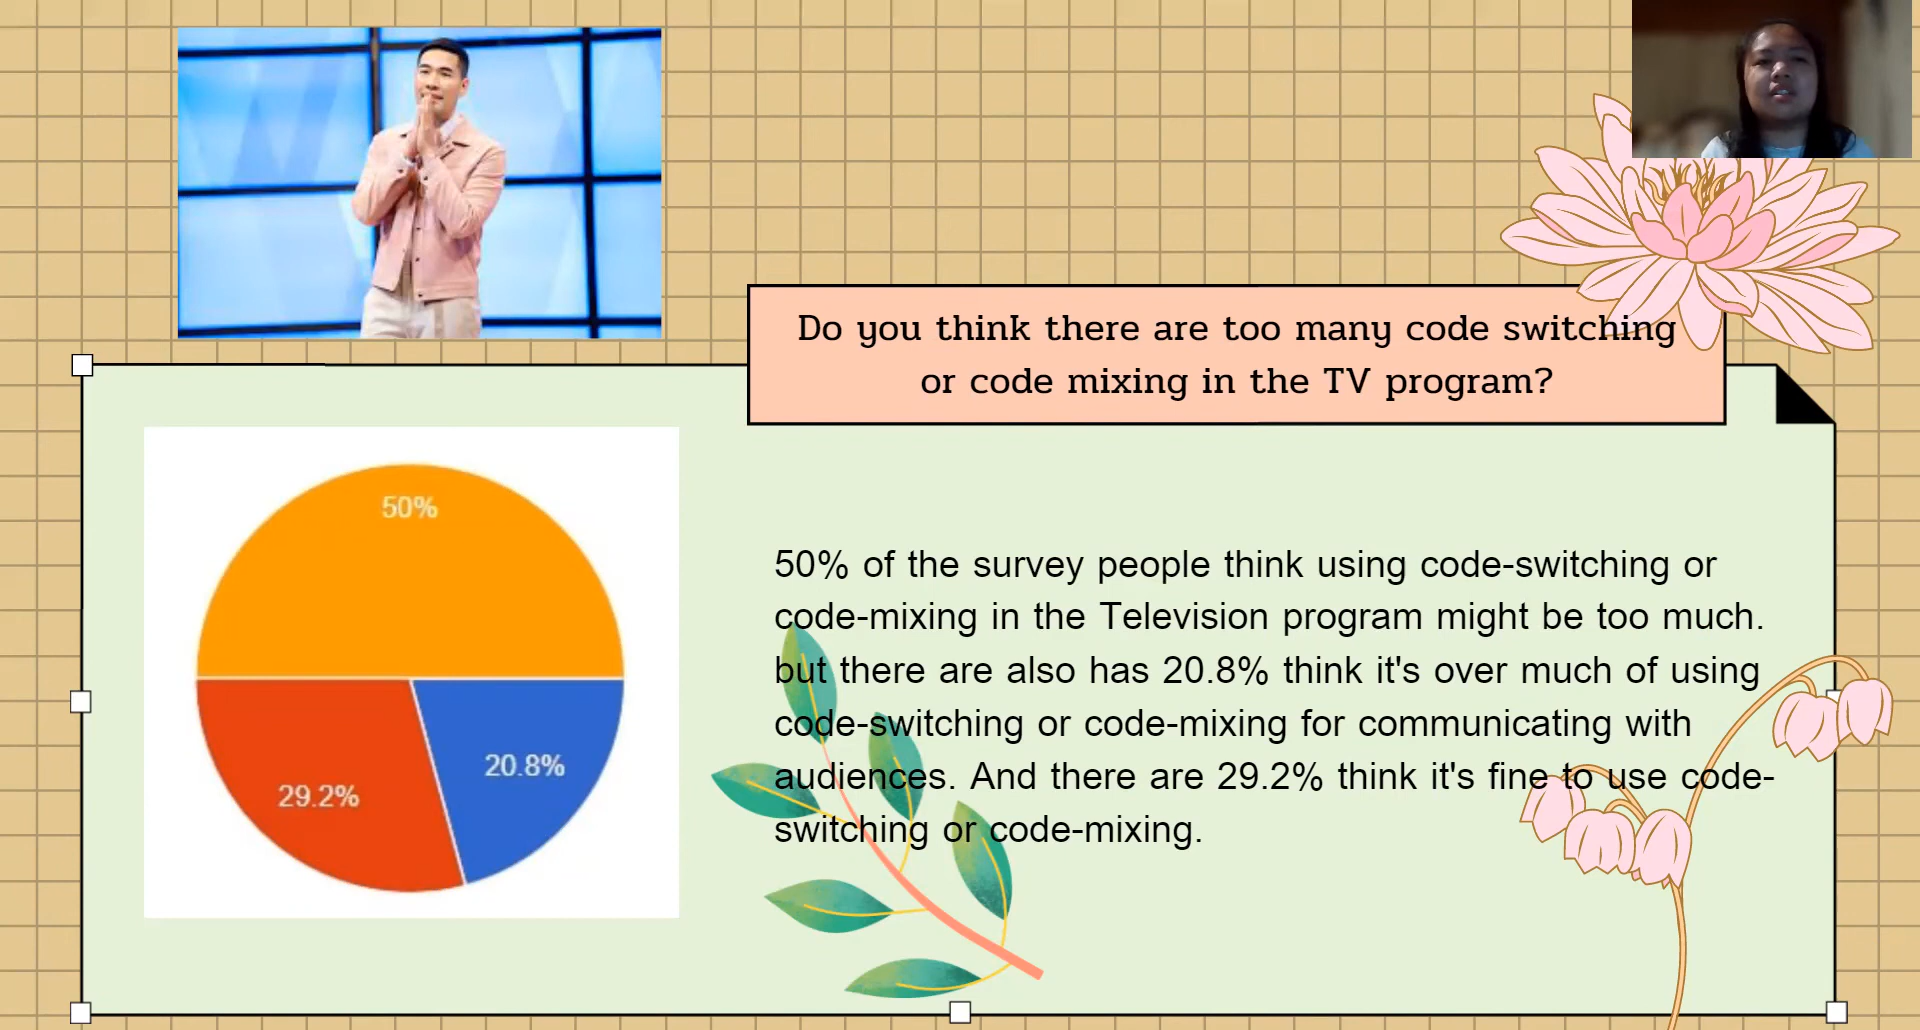 Do you think there are too many code switching
or code mixing in the TV program?
50%
29.2%
20.8%
50% of the survey people think using code-switching or
code-mixing in the Television program might be too much.
but there are also has 20.8% think it's over much of using
code-switching or code-mixing for communicating with
audiences. And there are 29.2% think it's fine to use code-
switching or code-mixing.